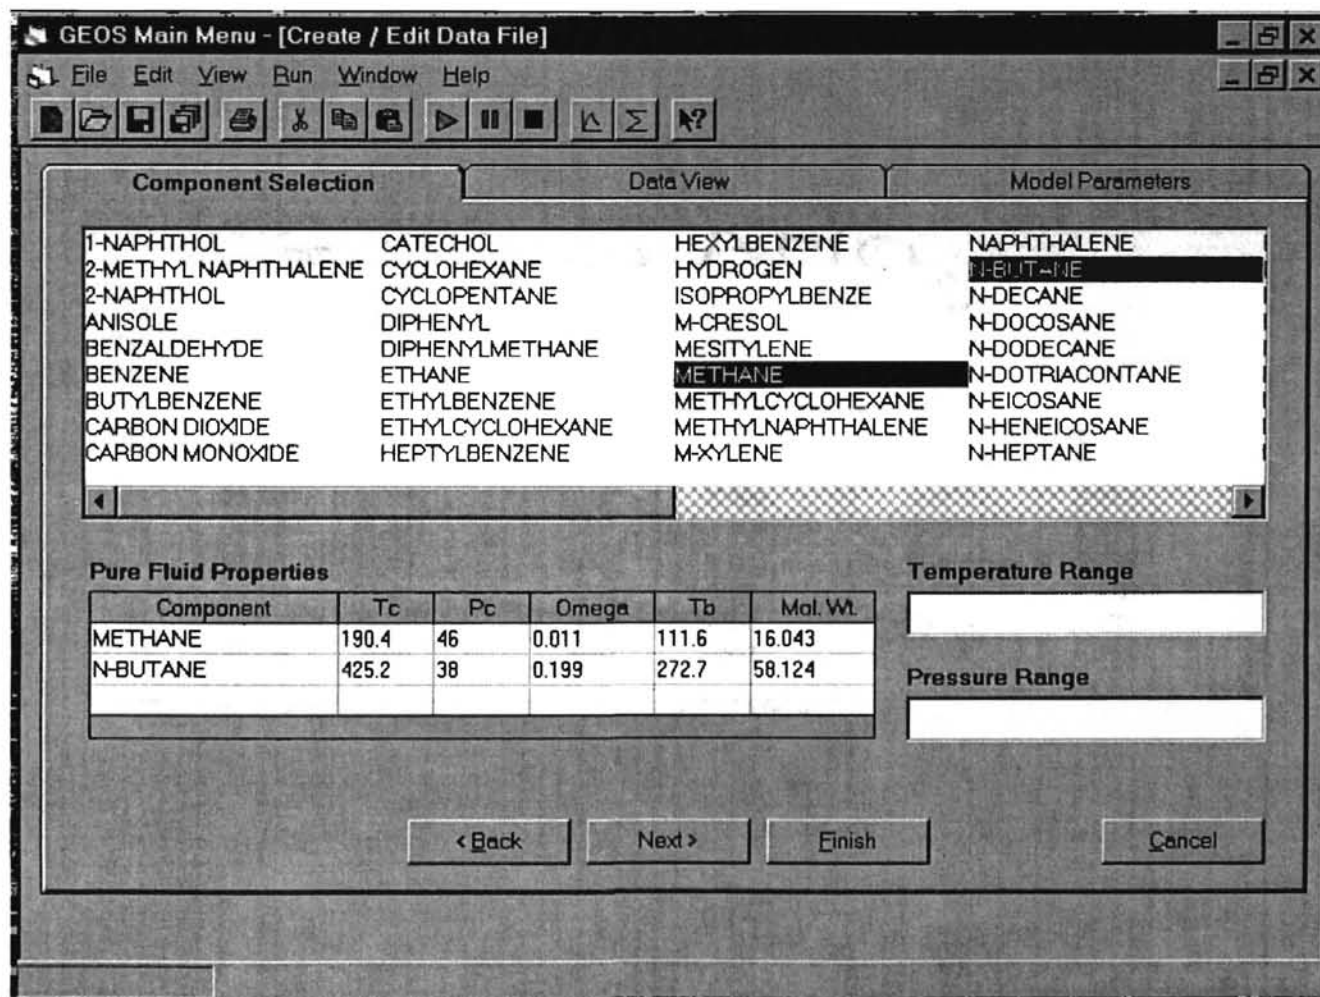 GEOS Main Menu - [Create / Edit Data File]
File Edit View Run Window Help
Component Selection Data View Model Parameters
1-NAPHTHOL CATECHOL HEXYLBENZENE NAPHTHALENE
2-METHYL NAPHTHALENE CYCLOHEXANE HYDROGEN N-BUTANE
2-NAPHTHOL CYCLOPENTANE ISOPROPYLBENZE N-DECANE
ANISOLE DIPHENYL M-CRESOL N-DOCOSANE
BENZALDEHYDE DIPHENYLMETHANE MESITYLENE N-DODECANE
BENZENE ETHANE METHANE N-DOTRIACONTANE
BUTYLBENZENE ETHYLBENZENE METHYLCYCLOHEXANE N-EICOSANE
CARBON DIOXIDE ETHYLCYCLOHEXANE METHYLNAPHTHALENE N-HENEICOSANE
CARBON MONOXIDE HEPTYLBENZENE M-XYLENE N-HEPTANE
Pure Fluid Properties Temperature Range
Component Tc Pc Omega Tb Mol. Wt.
METHANE 190.4 46 0.011 111.6 16.043
N-BUTANE 425.2 38 0.199 272.7 58.124
Pressure Range
< Back Next > Finish Cancel